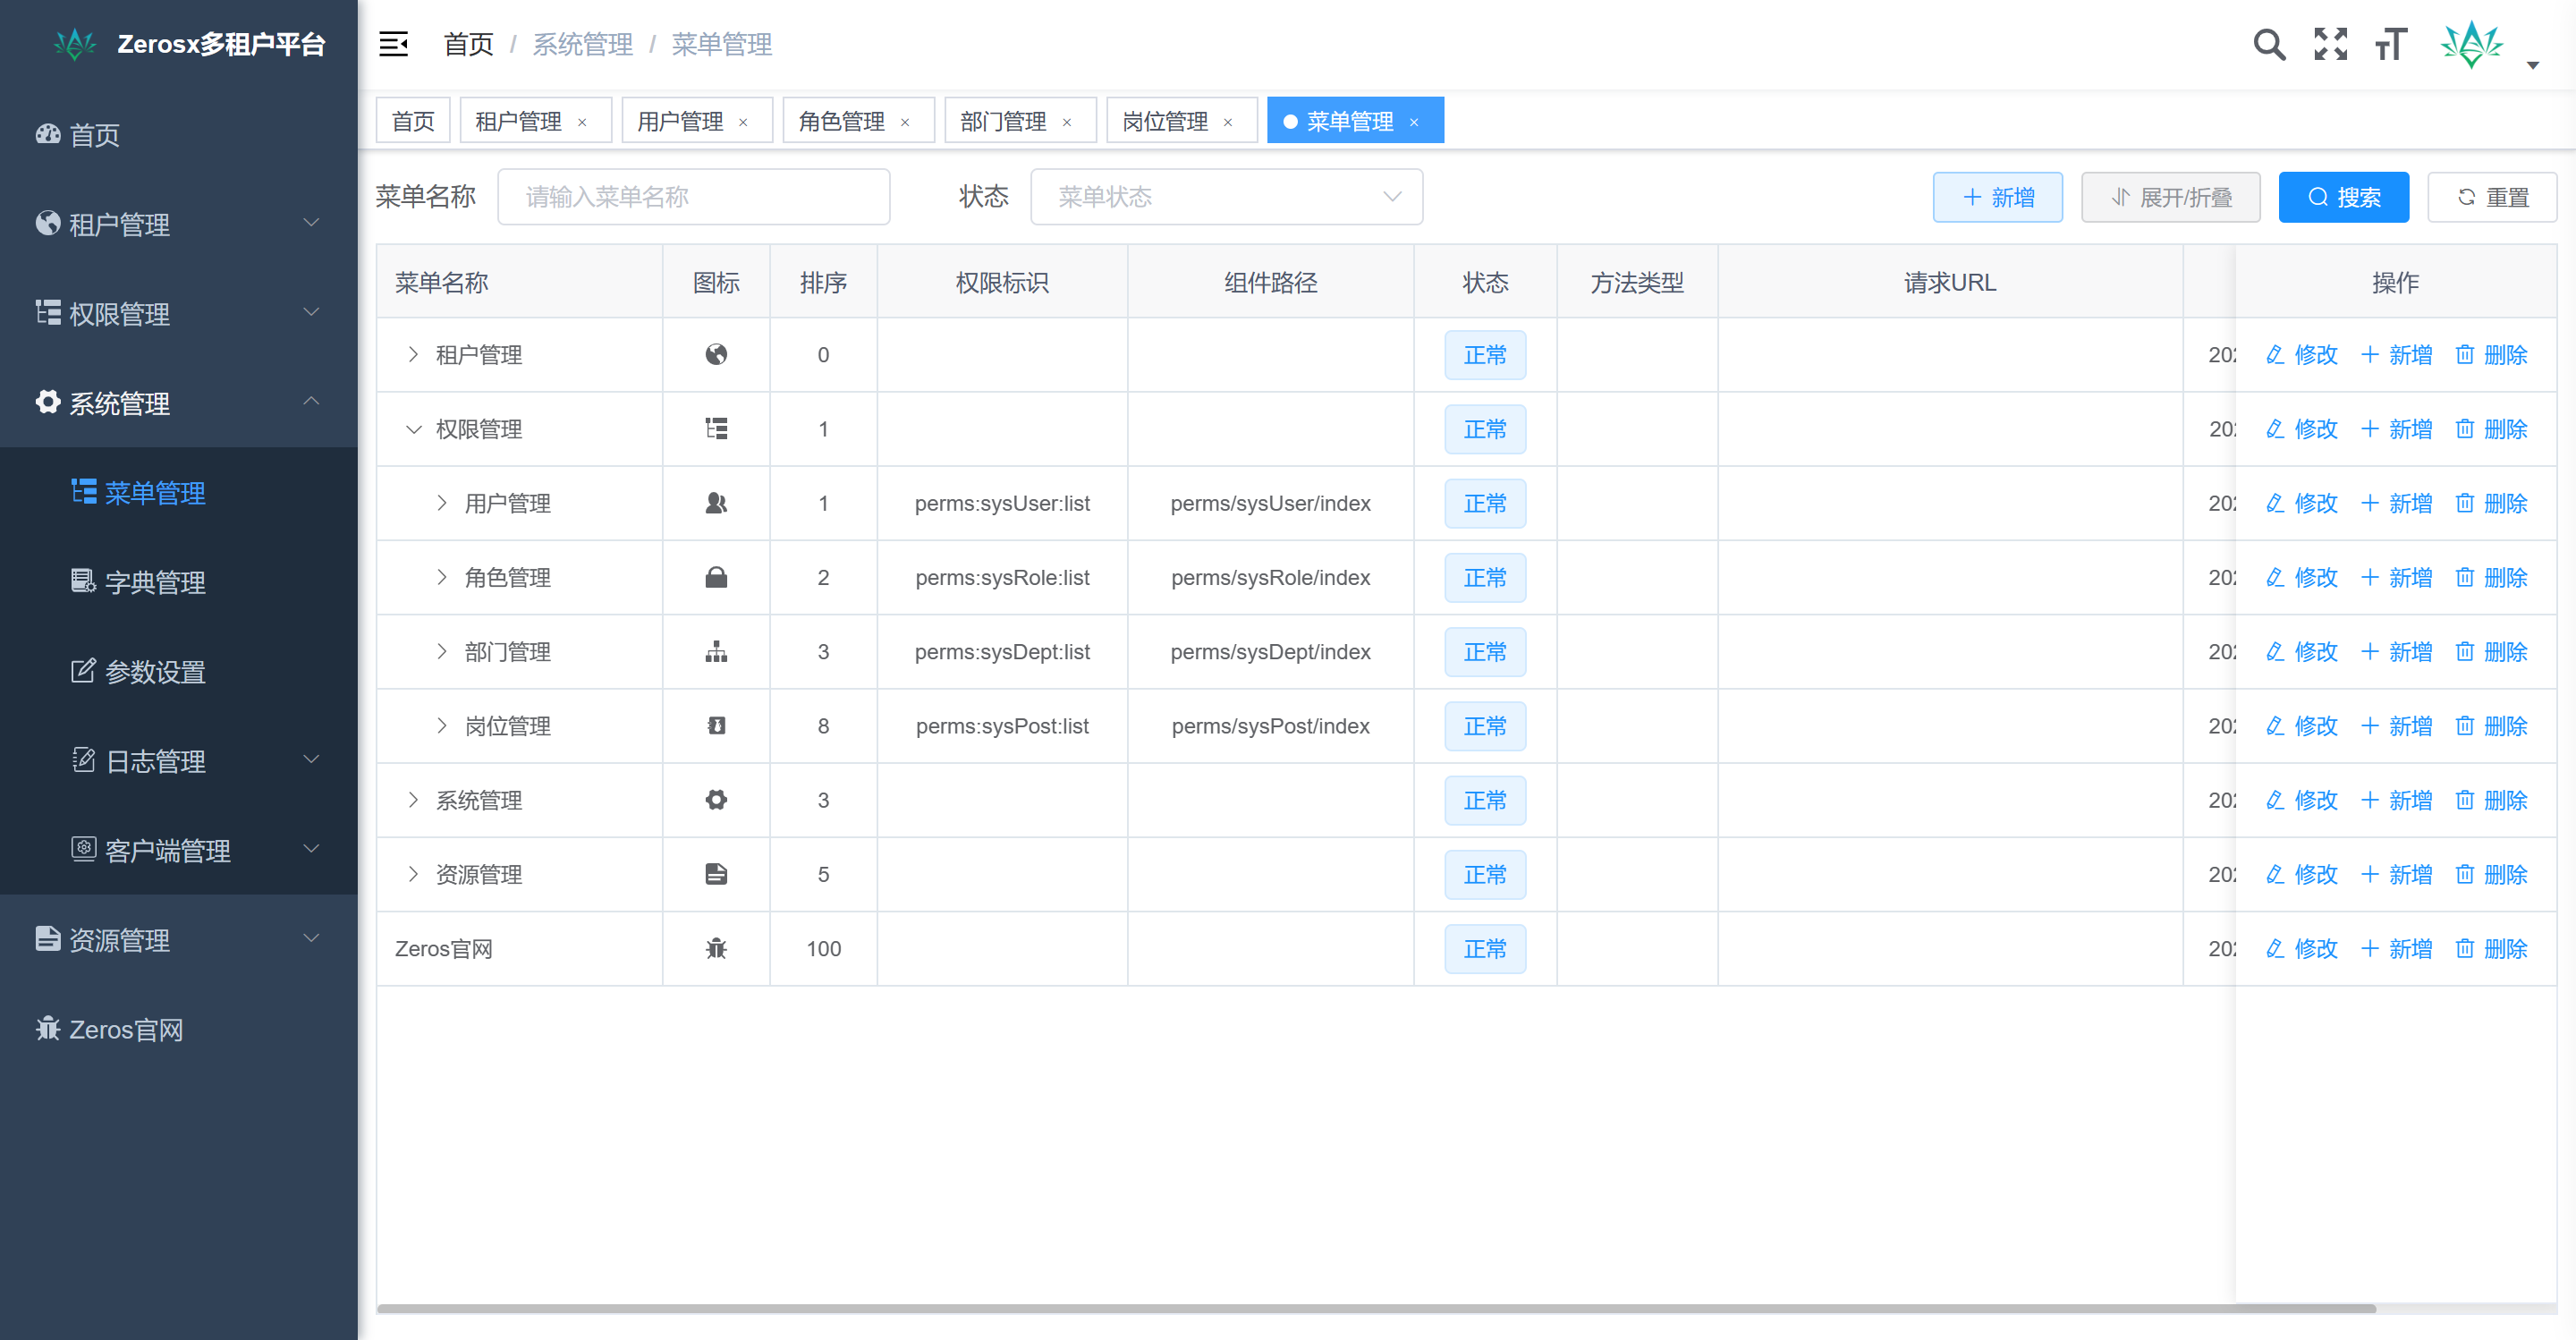 Zerosx多租户平台
首页
租户管理
权限管理
系统管理
菜单管理
字典管理
参数设置
日志管理
客户端管理
资源管理
Zeros官网
首页 / 系统管理 / 菜单管理
首页 租户管理 × 用户管理 × 角色管理 × 部门管理 × 岗位管理 × 菜单管理 ×
菜单名称 请输入菜单名称 状态 菜单状态 新增 展开/折叠 搜索 重置
菜单名称 图标 排序 权限标识 组件路径 状态 方法类型 请求URL 操作
租户管理 0 正常 202 修改 新增 删除
权限管理 1 正常 202 修改 新增 删除
用户管理 1 perms:sysUser:list perms/sysUser/index 正常 202 修改 新增 删除
角色管理 2 perms:sysRole:list perms/sysRole/index 正常 202 修改 新增 删除
部门管理 3 perms:sysDept:list perms/sysDept/index 正常 202 修改 新增 删除
岗位管理 8 perms:sysPost:list perms/sysPost/index 正常 202 修改 新增 删除
系统管理 3 正常 202 修改 新增 删除
资源管理 5 正常 202 修改 新增 删除
Zeros官网 100 正常 202 修改 新增 删除